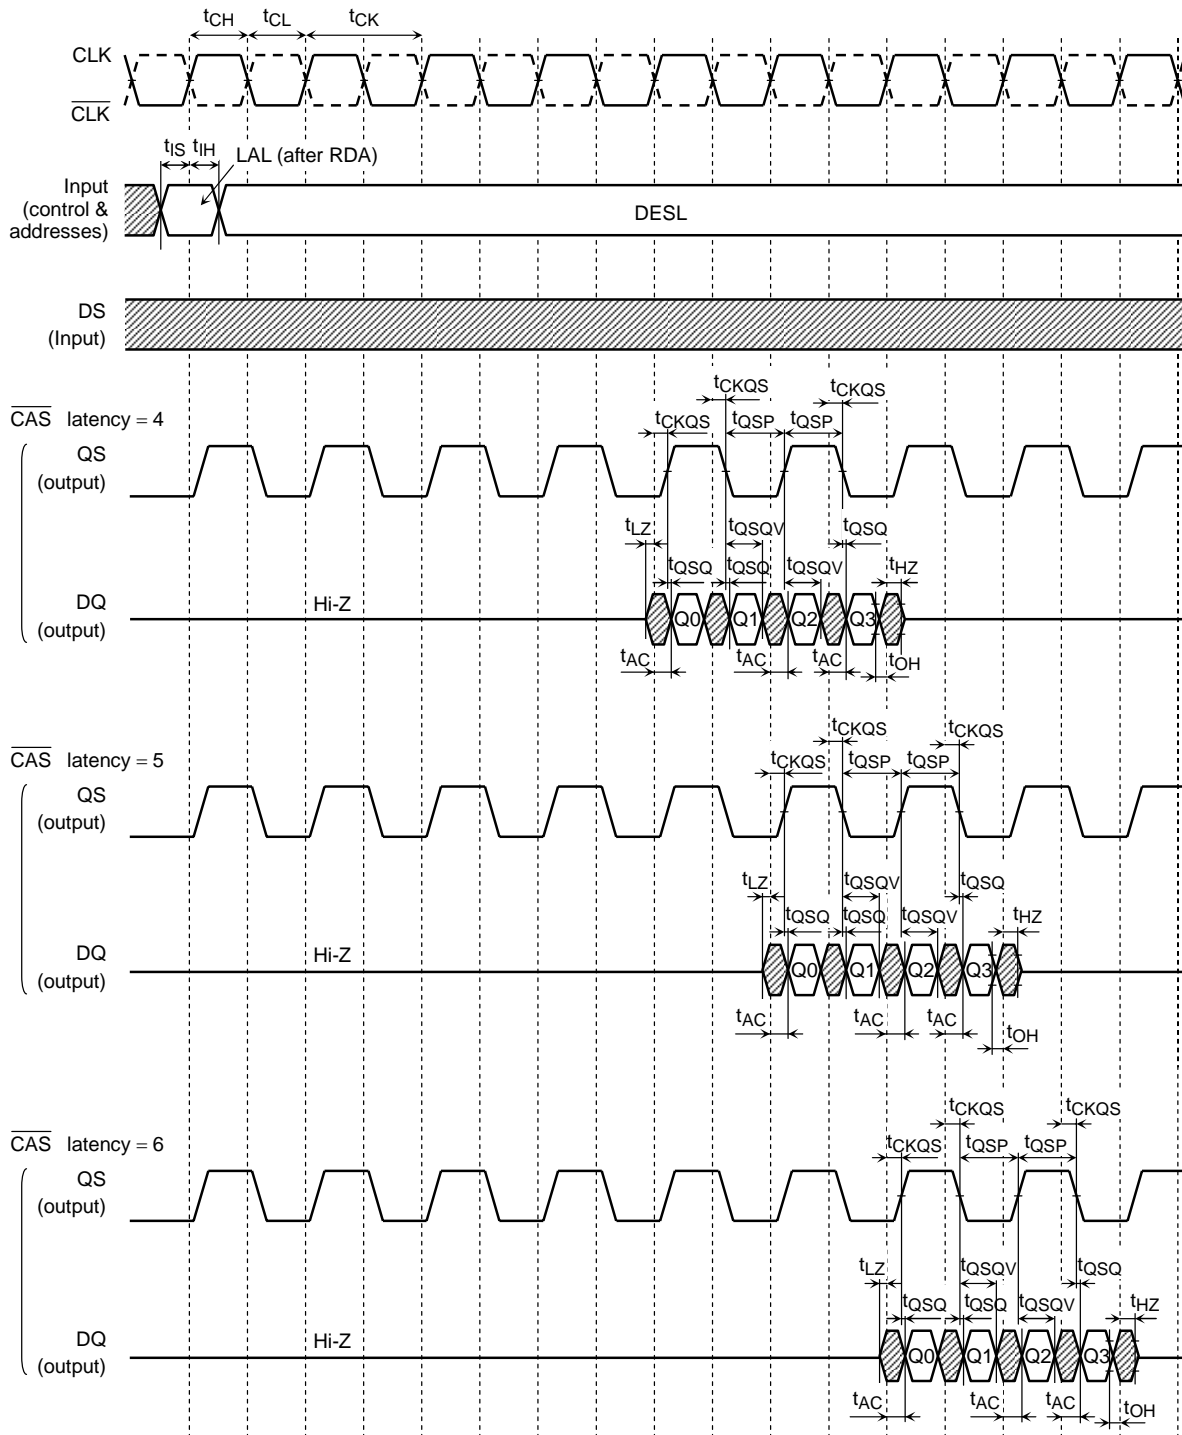 tCH tCL tCK
CLK
CLK
tIS tIH LAL (after RDA)
Input
(control &
addresses)
DESL
DS
(Input)
CAS latency = 4
tCKQS tCKQS
tCKQS tQSP tQSP
QS
(output)
tLZ tQSQV tQSQ
tQSQ tQSQ tQSQV tHZ
DQ
(output)
Hi-Z
Q0 Q1 Q2 Q3
tAC tAC tAC tOH
CAS latency = 5
tCKQS tCKQS
tCKQS tQSP tQSP
QS
(output)
tLZ tQSQV tQSQ
tQSQ tQSQ tQSQV tHZ
DQ
(output)
Hi-Z
Q0 Q1 Q2 Q3
tAC tAC tAC tOH
CAS latency = 6
tCKQS tCKQS
tCKQS tQSP tQSP
QS
(output)
tLZ tQSQV tQSQ
tQSQ tQSQ tQSQV tHZ
DQ
(output)
Hi-Z
Q0 Q1 Q2 Q3
tAC tAC tAC tOH